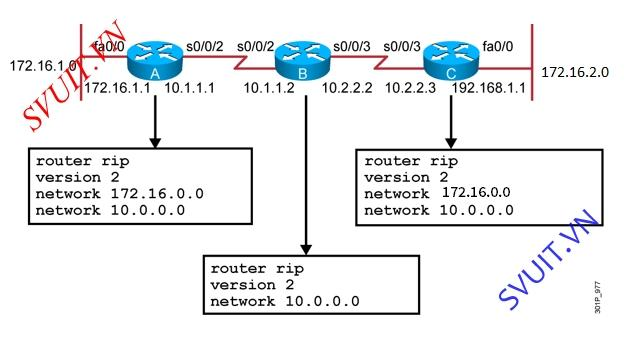 fa0/0 s0/0/2 s0/0/2 s0/0/3 s0/0/3 fa0/0
172.16.1.0 A B C 172.16.2.0
172.16.1.1 10.1.1.1 10.1.1.2 10.2.2.2 10.2.2.3 192.168.1.1
router rip
version 2
network 172.16.0.0
network 10.0.0.0
router rip
version 2
network 172.16.0.0
network 10.0.0.0
router rip
version 2
network 10.0.0.0
SVUIT.VN
SVUIT.VN
301P_977